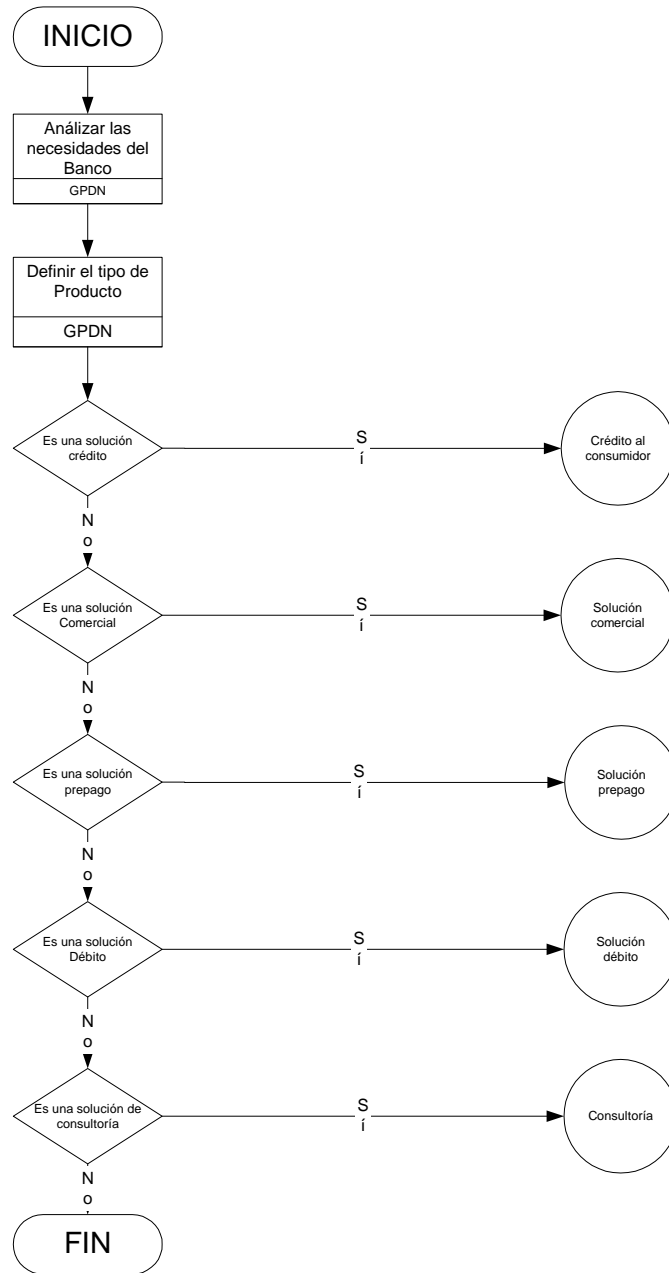 INICIO
Análizar las
necesidades del
Banco
GPDN
Definir el tipo de
Producto
GPDN
Es una solución
crédito
S
í
Crédito al
consumidor
N
o
Es una solución
Comercial
S
í
Solución
comercial
N
o
Es una solución
prepago
S
í
Solución
prepago
N
o
Es una solución
Débito
S
í
Solución
débito
N
o
Es una solución de
consultoría
S
í
Consultoría
N
o
FIN